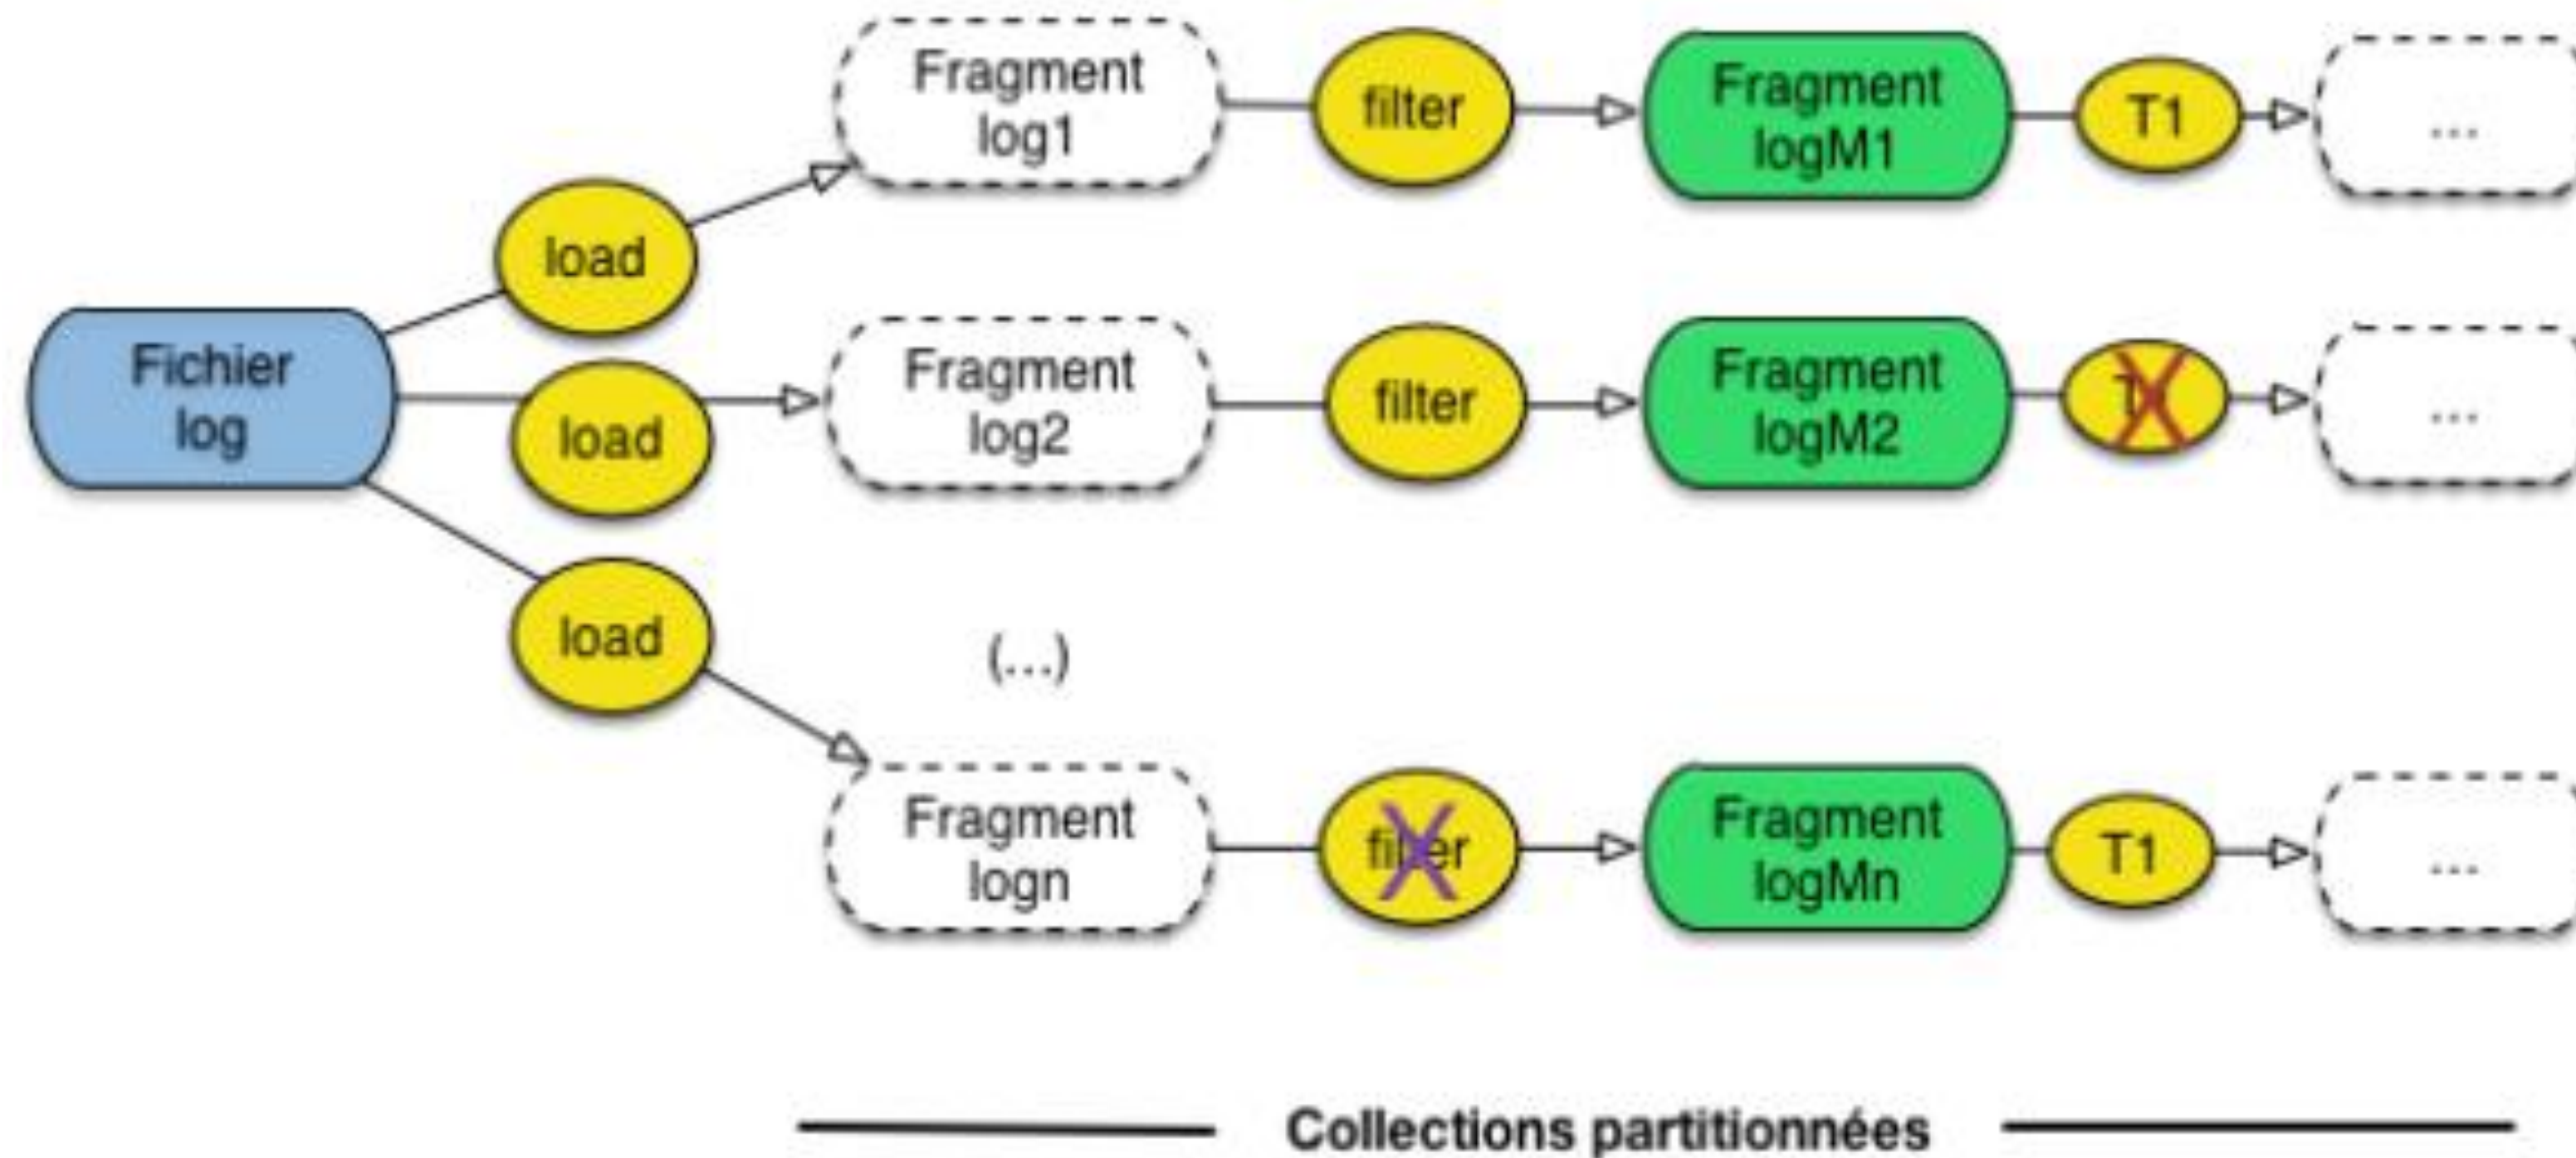 Fragment
log1
filter
Fragment
logM1
T1
...
load
Fichier
log
load
Fragment
log2
filter
Fragment
logM2
...
load
(...)
Fragment
logn
filter
Fragment
logMn
T1
...
Collections partitionnées